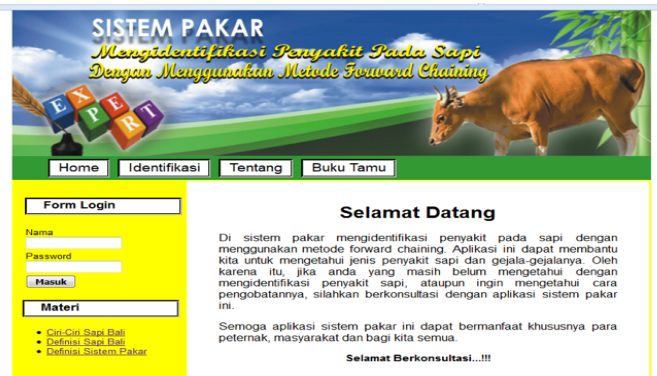 SISTEM PAKAR
Mengidentifikasi Penyakit Pada Sapi
Dengan Menggunakan Metode Forward Chaining
EXPERT
Home
Identifikasi
Tentang
Buku Tamu
Form Login
Nama
Password
Masuk
Materi
Ciri-Ciri Sapi Bali
Definisi Sapi Bali
Definisi Sistem Pakar
Selamat Datang
Di sistem pakar mengidentifikasi penyakit pada sapi dengan
menggunakan metode forward chaining. Aplikasi ini dapat membantu
kita untuk mengetahui jenis penyakit sapi dan gejala-gejalanya. Oleh
karena itu, jika anda yang masih belum mengetahui dengan
mengidentifikasi penyakit sapi, ataupun ingin mengetahui cara
pengobatannya, silahkan berkonsultasi dengan aplikasi sistem pakar
ini.
Semoga aplikasi sistem pakar ini dapat bermanfaat khususnya para
peternak, masyarakat dan bagi kita semua.
Selamat Berkonsultasi...!!!